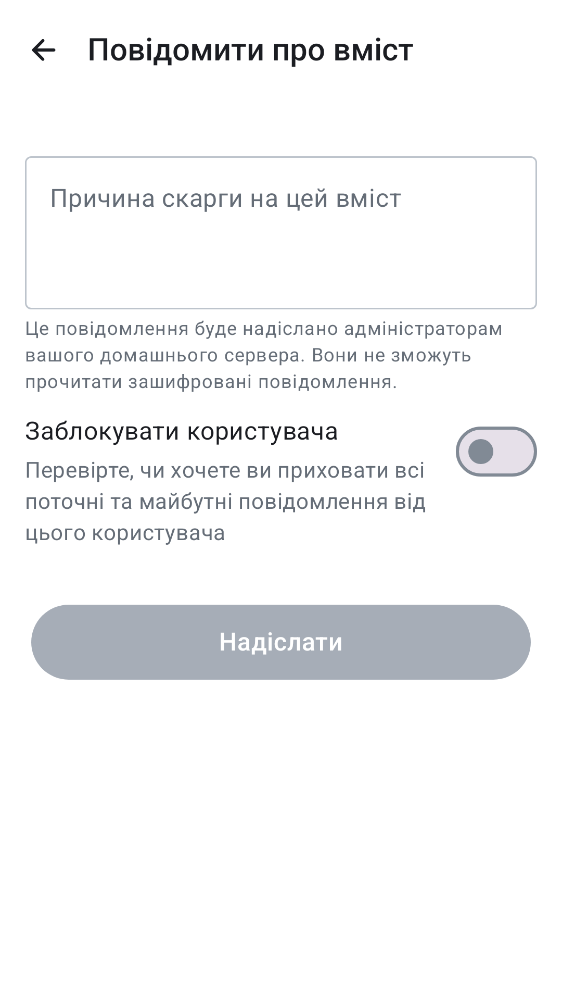 Повідомити про вміст
Причина скарги на цей вміст
Це повідомлення буде надіслано адміністраторам
вашого домашнього сервера. Вони не зможуть
прочитати зашифровані повідомлення.
Заблокувати користувача
Перевірте, чи хочете ви приховати всі
поточні та майбутні повідомлення від
цього користувача
Надіслати